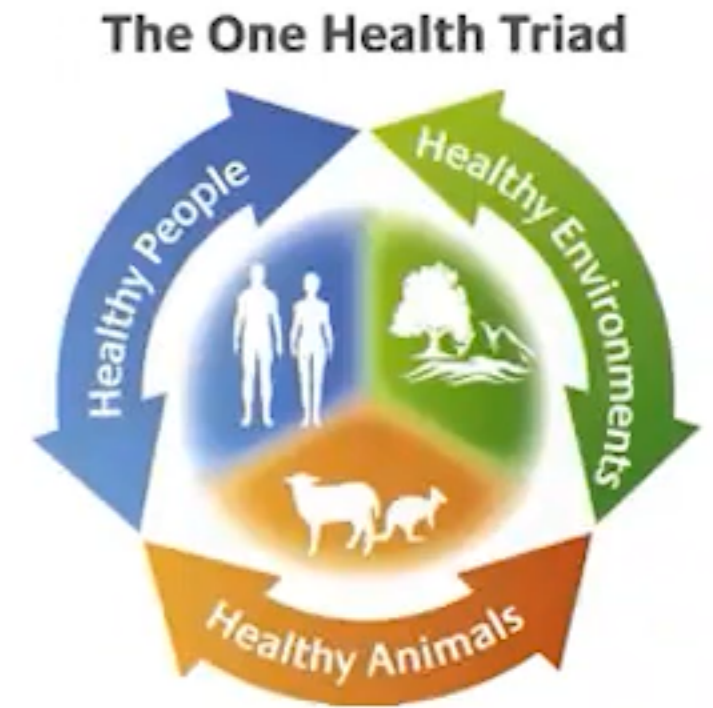 The One Health Triad
Healthy People
Healthy Environments
Healthy Animals